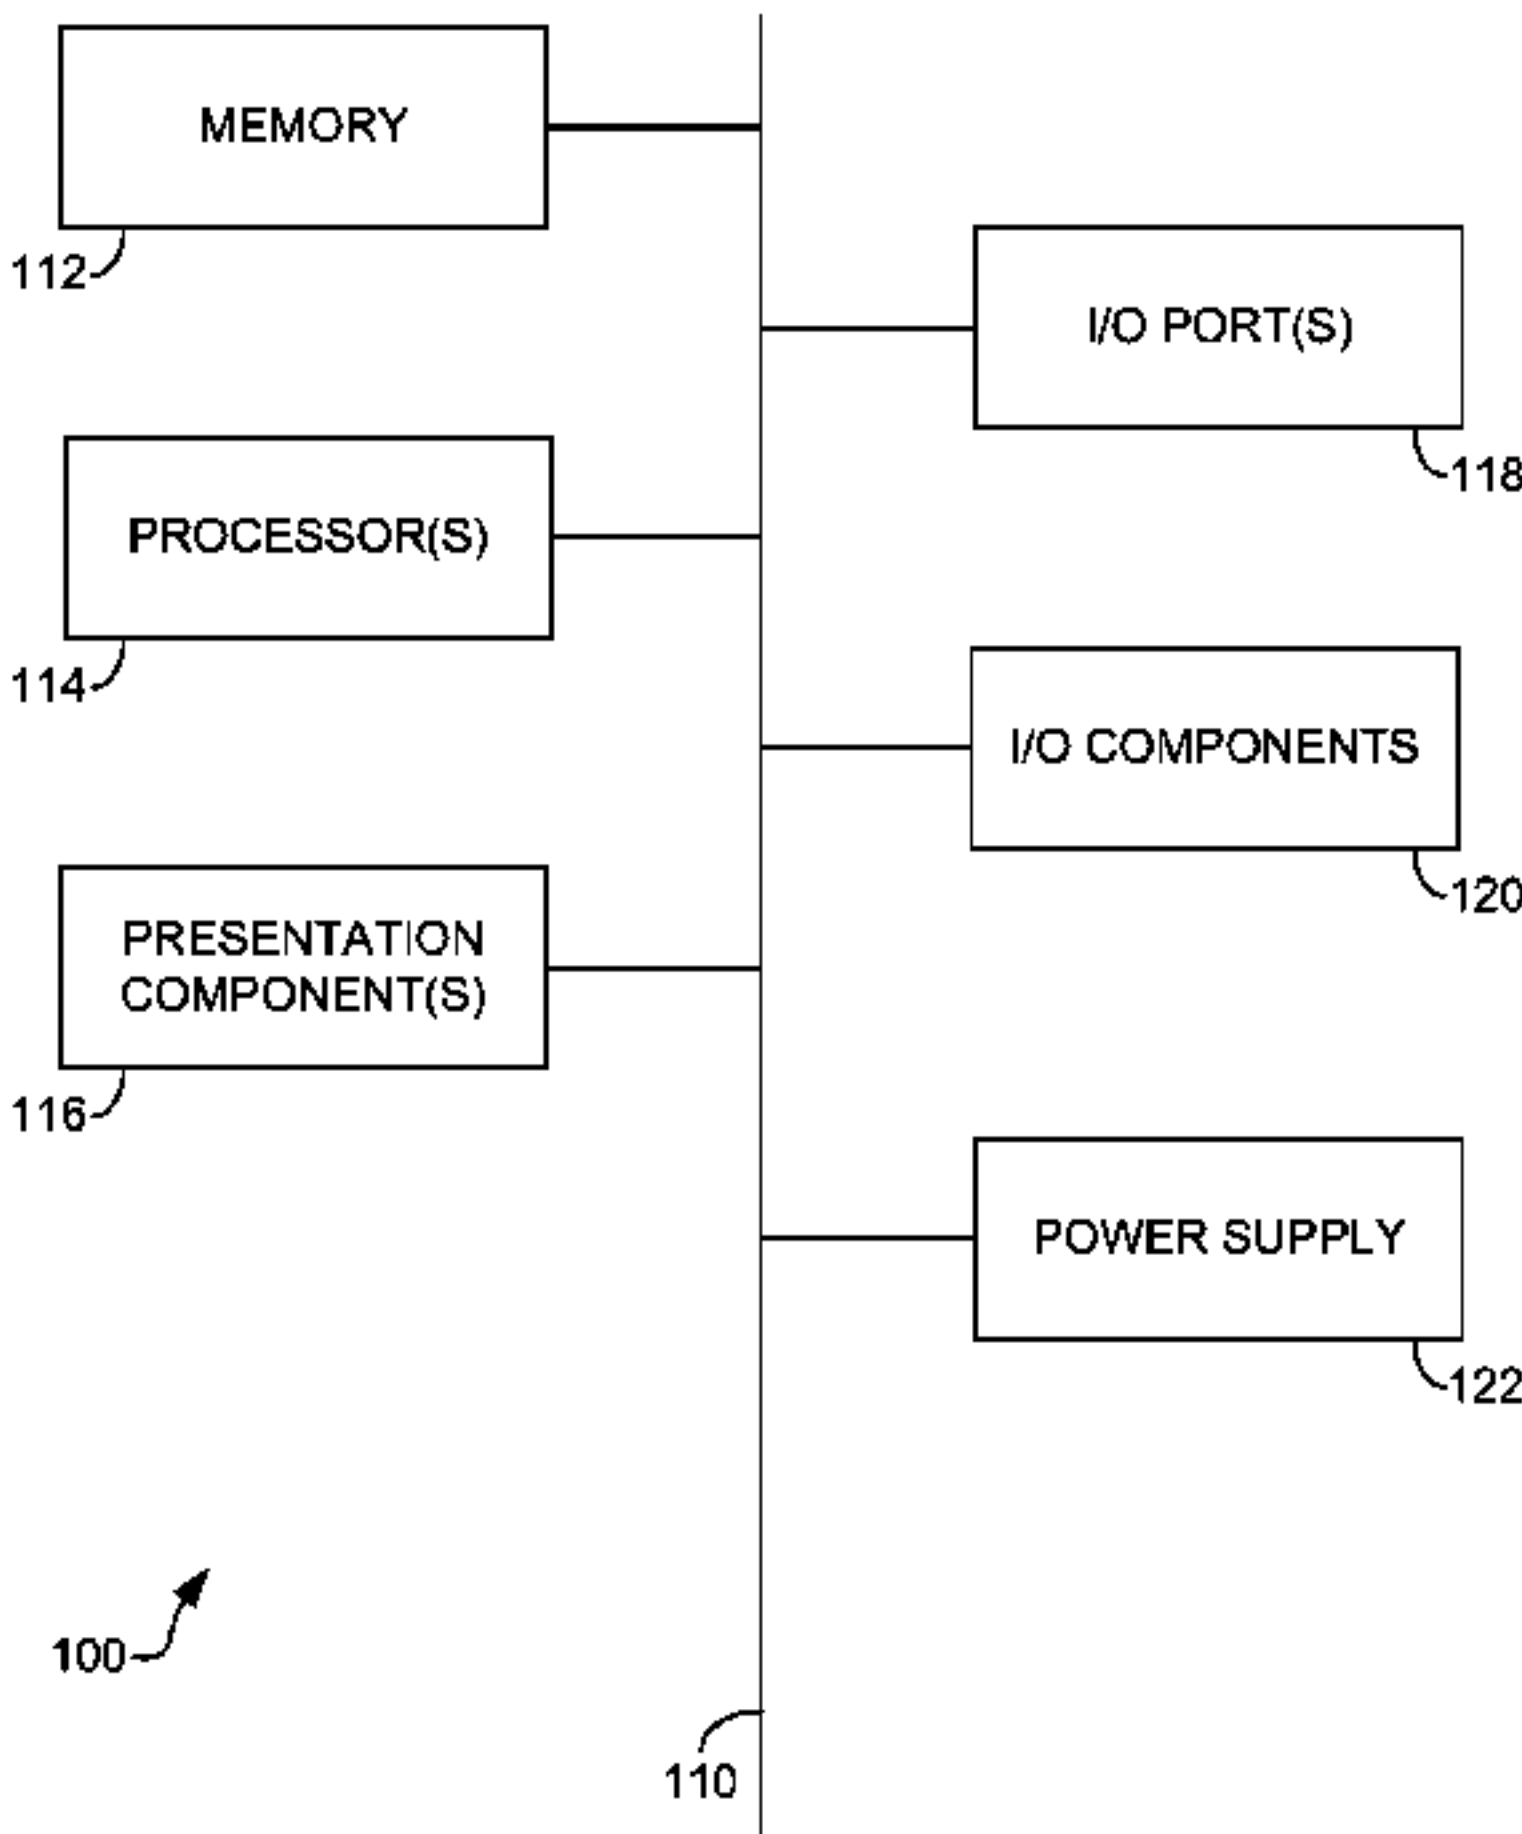 MEMORY
112
I/O PORT(S)
118
PROCESSOR(S)
114
I/O COMPONENTS
120
PRESENTATION
COMPONENT(S)
116
POWER SUPPLY
122
100
110